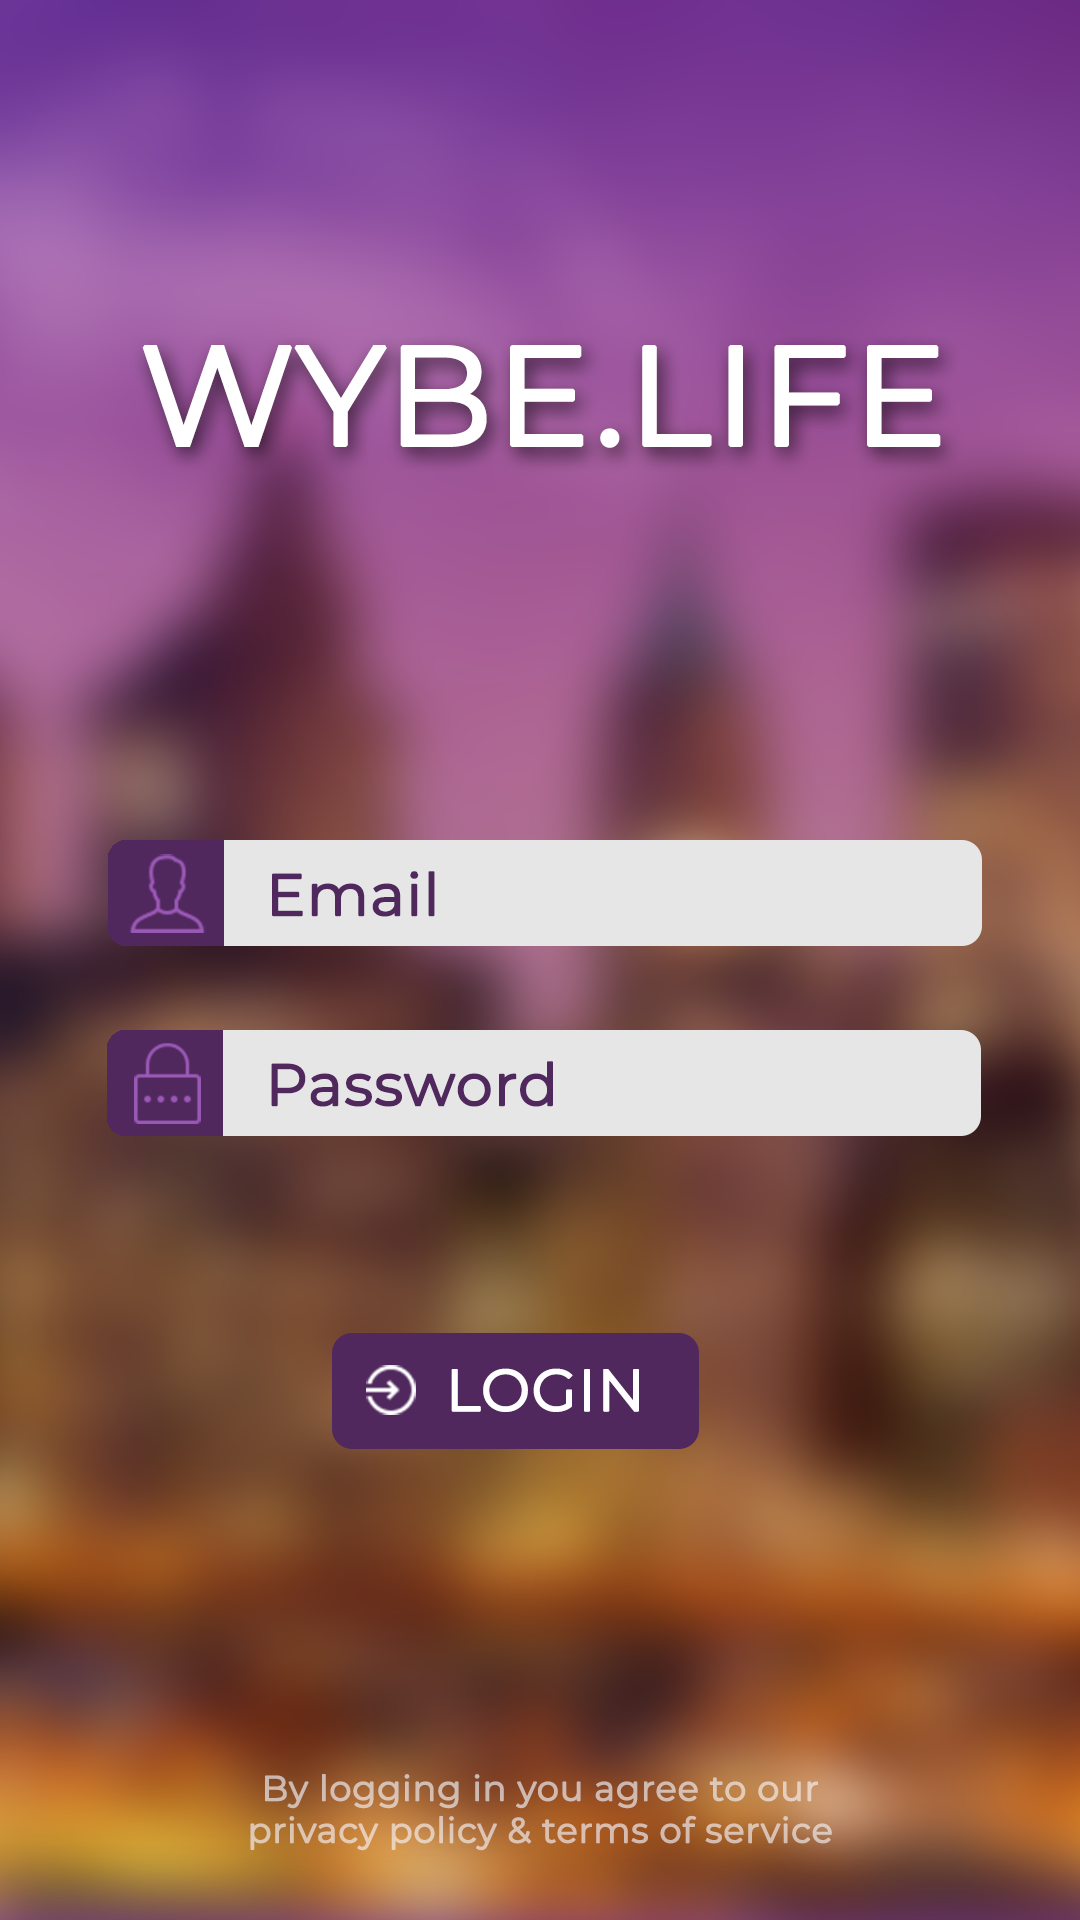 WYBE.LIFE
Email
Password
LOGIN
By logging in you agree to our
privacy policy & terms of service